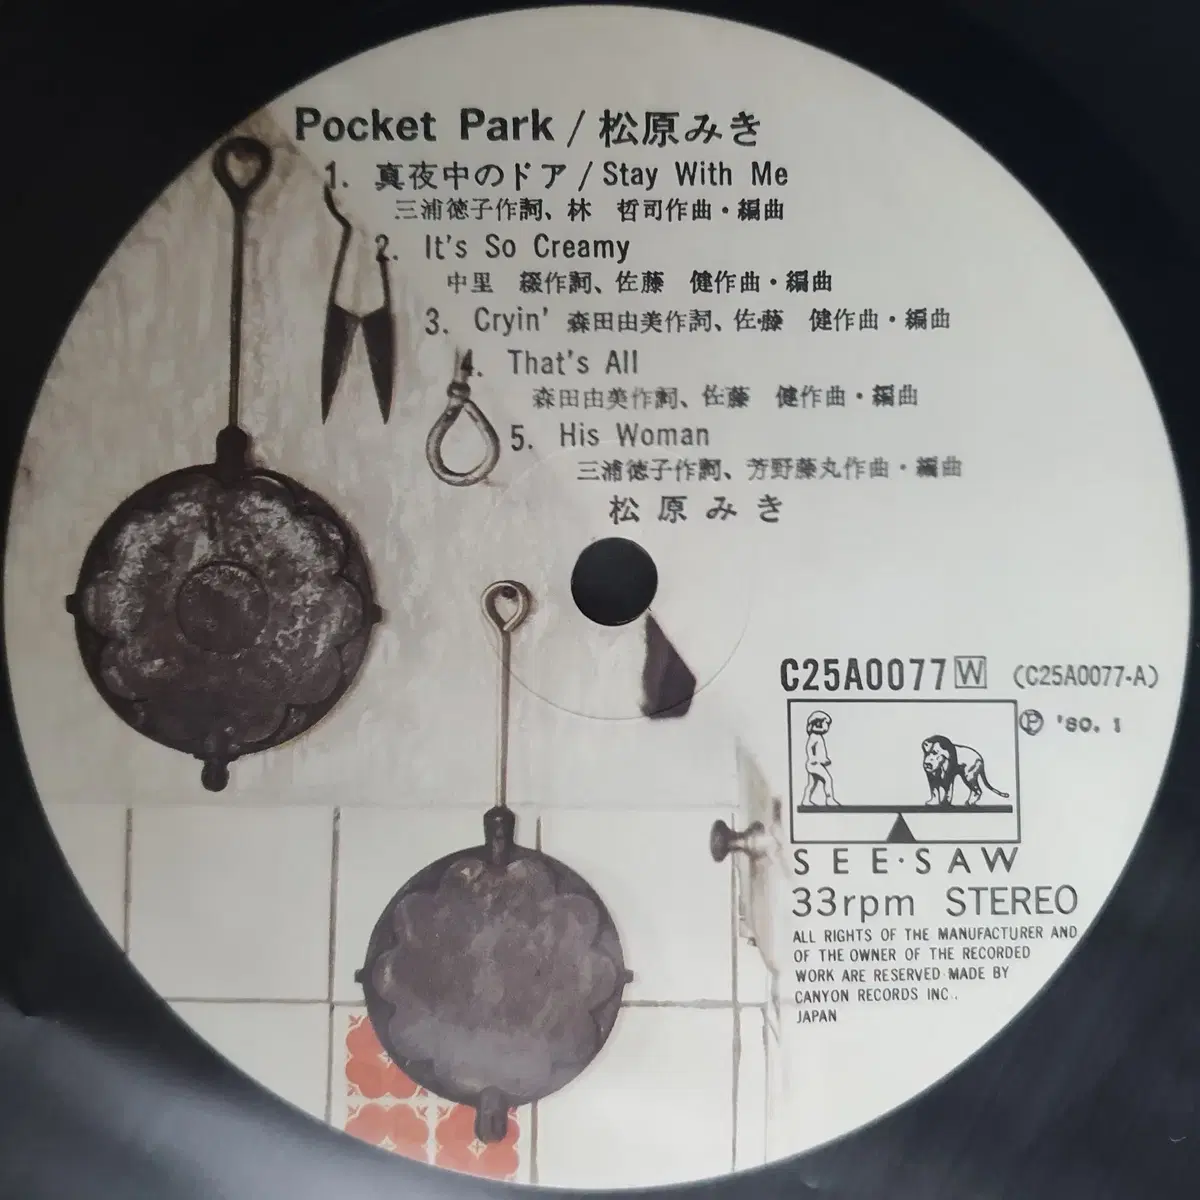 Pocket Park / 松原みき
1. 真夜中のドア / Stay With Me
三浦徳子作詞、林 哲司作曲・編曲
2. It's So Creamy
中里 綴作詞、佐藤 健作曲・編曲
3. Cryin' 森田由美作詞、佐藤 健作曲・編曲
4. That's All
森田由美作詞、佐藤 健作曲・編曲
5. His Woman
三浦徳子作詞、芳野藤丸作曲・編曲
松原みき
C25A0077 W (C25A0077-A)
Ⓟ '80. 1
SEE·SAW
33rpm STEREO
ALL RIGHTS OF THE MANUFACTURER AND
OF THE OWNER OF THE RECORDED
WORK ARE RESERVED·MADE BY
CANYON RECORDS INC.,
JAPAN